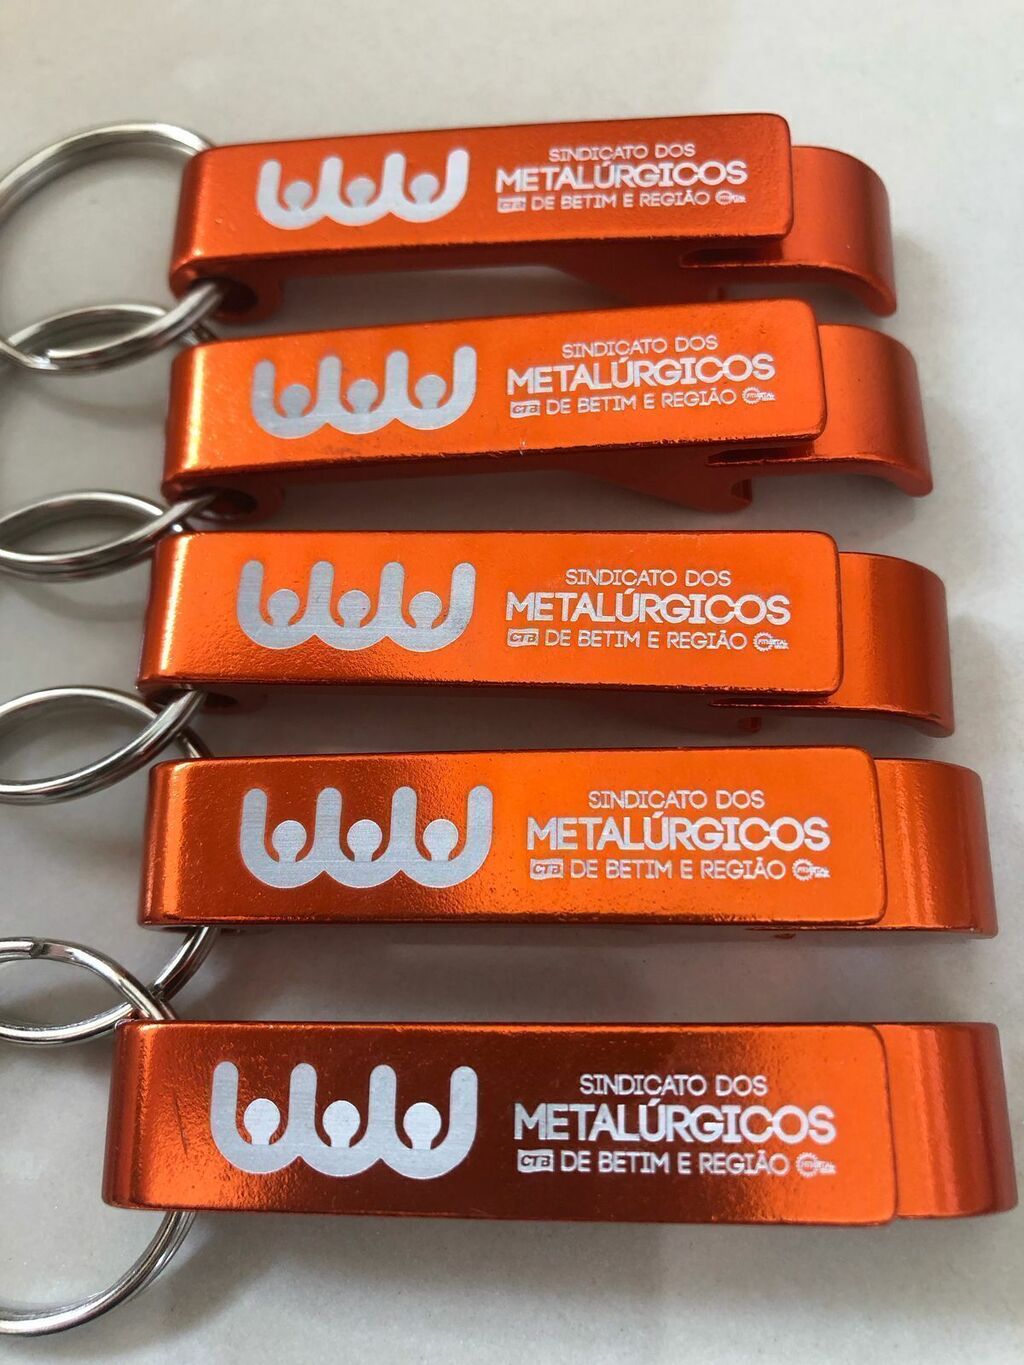 SINDICATO DOS
METALÚRGICOS
CTB DE BETIM E REGIÃO
SINDICATO DOS
METALÚRGICOS
CTB DE BETIM E REGIÃO
SINDICATO DOS
METALÚRGICOS
CTB DE BETIM E REGIÃO
SINDICATO DOS
METALÚRGICOS
CTB DE BETIM E REGIÃO
SINDICATO DOS
METALÚRGICOS
CTB DE BETIM E REGIÃO